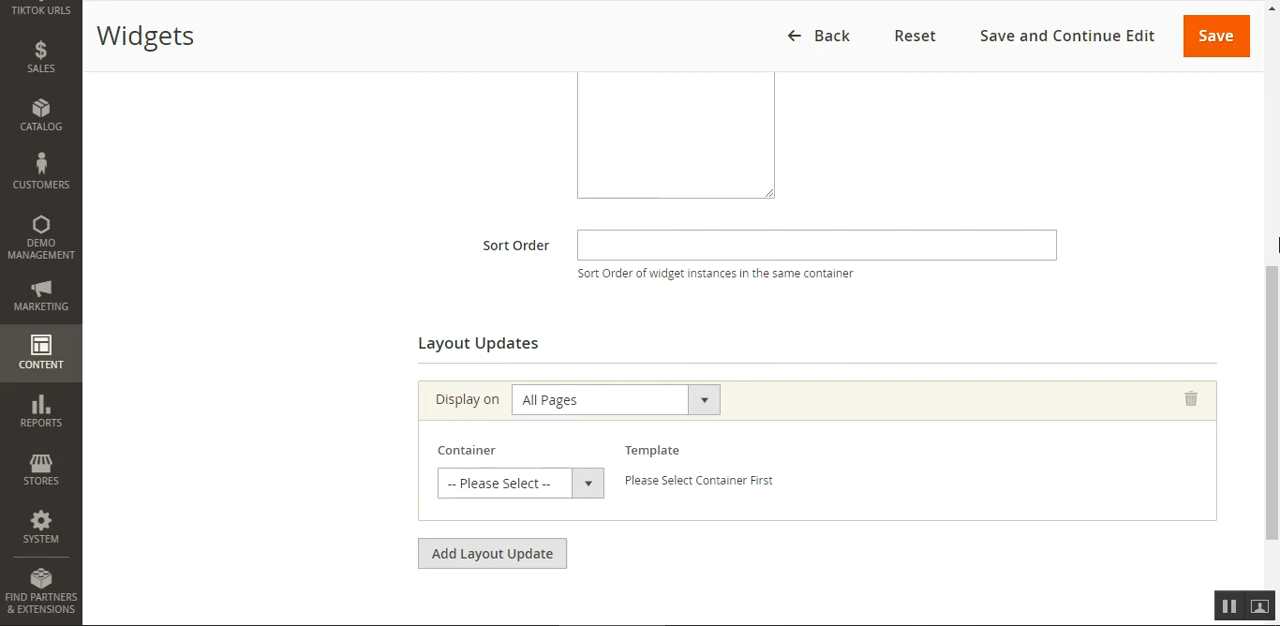 TIKTOK URLS
SALES
CATALOG
CUSTOMERS
DEMO
MANAGEMENT
MARKETING
CONTENT
REPORTS
STORES
SYSTEM
FIND PARTNERS
& EXTENSIONS
Widgets
Back
Reset
Save and Continue Edit
Save
Sort Order
Sort Order of widget instances in the same container
Layout Updates
Display on All Pages
Container Template
-- Please Select -- Please Select Container First
Add Layout Update